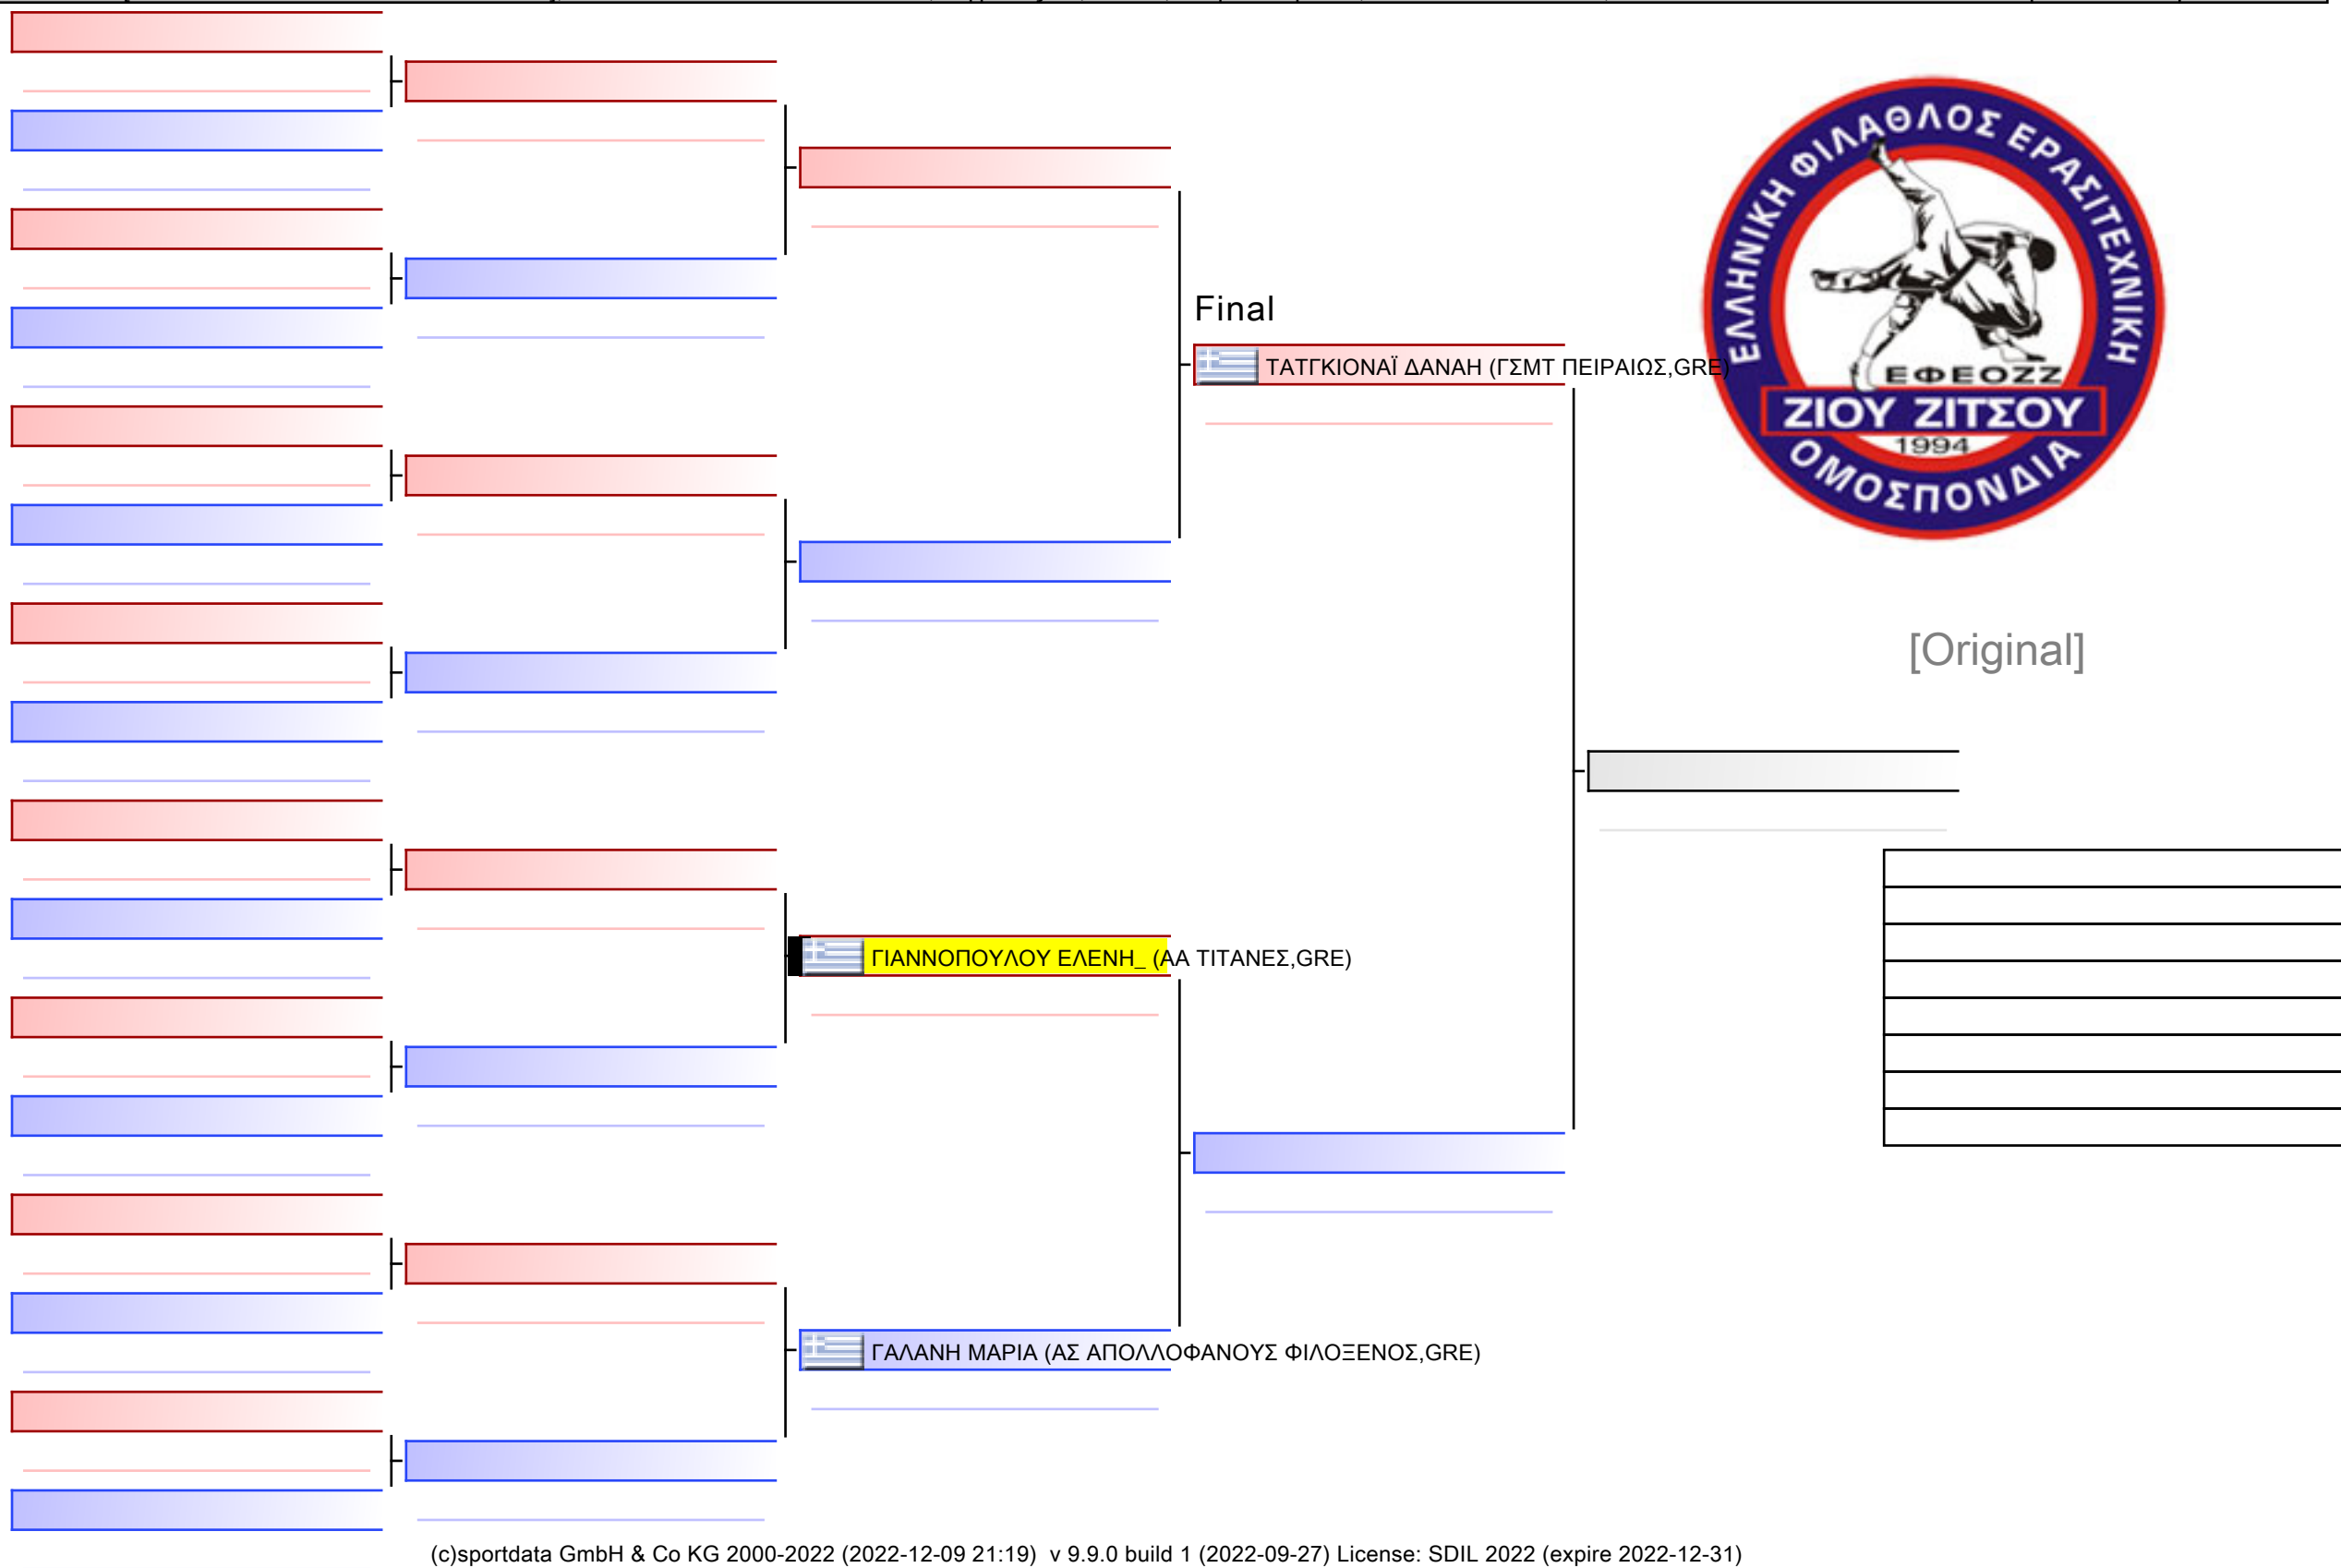 ΕΛΛΗΝΙΚΗ ΦΙΛΑΘΛΟΣ ΕΡΑΣΙΤΕΧΝΙΚΗ
Final
ΤΑΤΓΚΙΟΝΑΪ ΔΑΝΑΗ (ΓΣΜΤ ΠΕΙΡΑΙΩΣ,GRE)
ΕΦΕΟΖΖ
ΖΙΟΥ ΖΙΤΣΟΥ
1994
ΟΜΟΣΠΟΝΔΙΑ
[Original]
ΓΙΑΝΝΟΠΟΥΛΟΥ ΕΛΕΝΗ_ (ΑΑ ΤΙΤΑΝΕΣ,GRE)
ΓΑΛΑΝΗ ΜΑΡΙΑ (ΑΣ ΑΠΟΛΛΟΦΑΝΟΥΣ ΦΙΛΟΞΕΝΟΣ,GRE)
(c)sportdata GmbH & Co KG 2000-2022 (2022-12-09 21:19) v 9.9.0 build 1 (2022-09-27) License: SDIL 2022 (expire 2022-12-31)